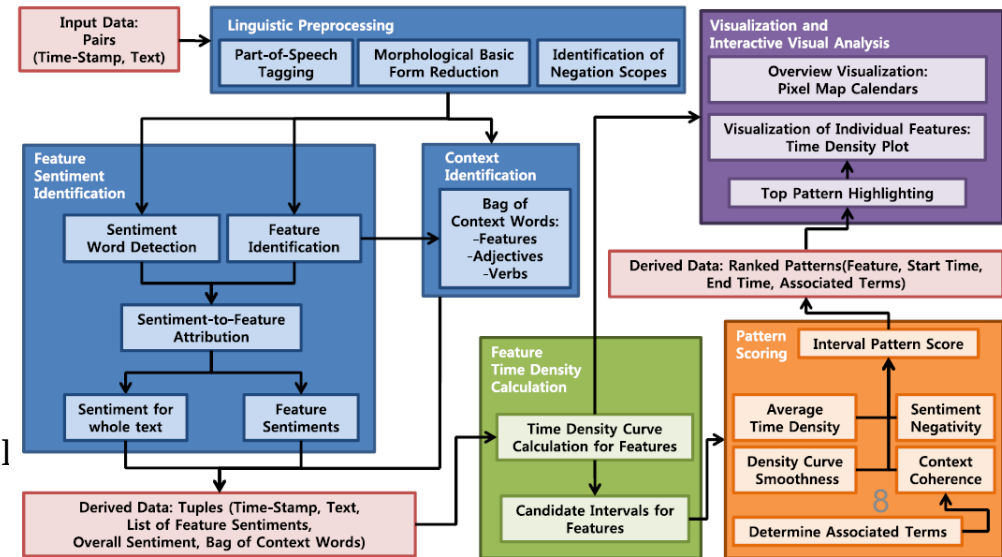 Input Data:
Pairs
(Time-Stamp, Text)
Linguistic Preprocessing
Part-of-Speech
Tagging
Morphological Basic
Form Reduction
Identification of
Negation Scopes
Visualization and
Interactive Visual Analysis
Overview Visualization:
Pixel Map Calendars
Visualization of Individual Features:
Time Density Plot
Top Pattern Highlighting
Feature
Sentiment
Identification
Sentiment
Word Detection
Feature
Identification
Context
Identification
Bag of
Context Words:
-Features
-Adjectives
-Verbs
Sentiment-to-Feature
Attribution
Sentiment for
whole text
Feature
Sentiments
l
Derived Data: Tuples (Time-Stamp, Text,
List of Feature Sentiments,
Overall Sentiment, Bag of Context Words)
Feature
Time Density
Calculation
Time Density Curve
Calculation for Features
Candidate Intervals for
Features
Derived Data: Ranked Patterns(Feature, Start Time,
End Time, Associated Terms)
Pattern
Scoring
Interval Pattern Score
Average
Time Density
Sentiment
Negativity
Density Curve
Smoothness
Context
Coherence
8
Determine Associated Terms